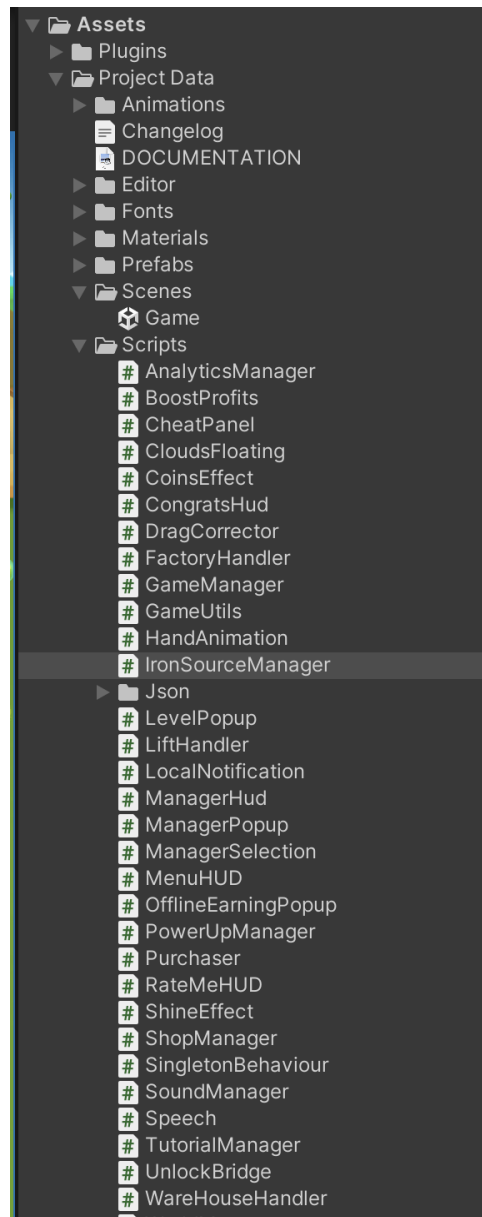 Assets
Plugins
Project Data
Animations
Changelog
DOCUMENTATION
Editor
Fonts
Materials
Prefabs
Scenes
Game
Scripts
AnalyticsManager
BoostProfits
CheatPanel
CloudsFloating
CoinsEffect
CongratsHud
DragCorrector
FactoryHandler
GameManager
GameUtils
HandAnimation
IronSourceManager
Json
LevelPopup
LiftHandler
LocalNotification
ManagerHud
ManagerPopup
ManagerSelection
MenuHUD
OfflineEarningPopup
PowerUpManager
Purchaser
RateMeHUD
ShineEffect
ShopManager
SingletonBehaviour
SoundManager
Speech
TutorialManager
UnlockBridge
WareHouseHandler